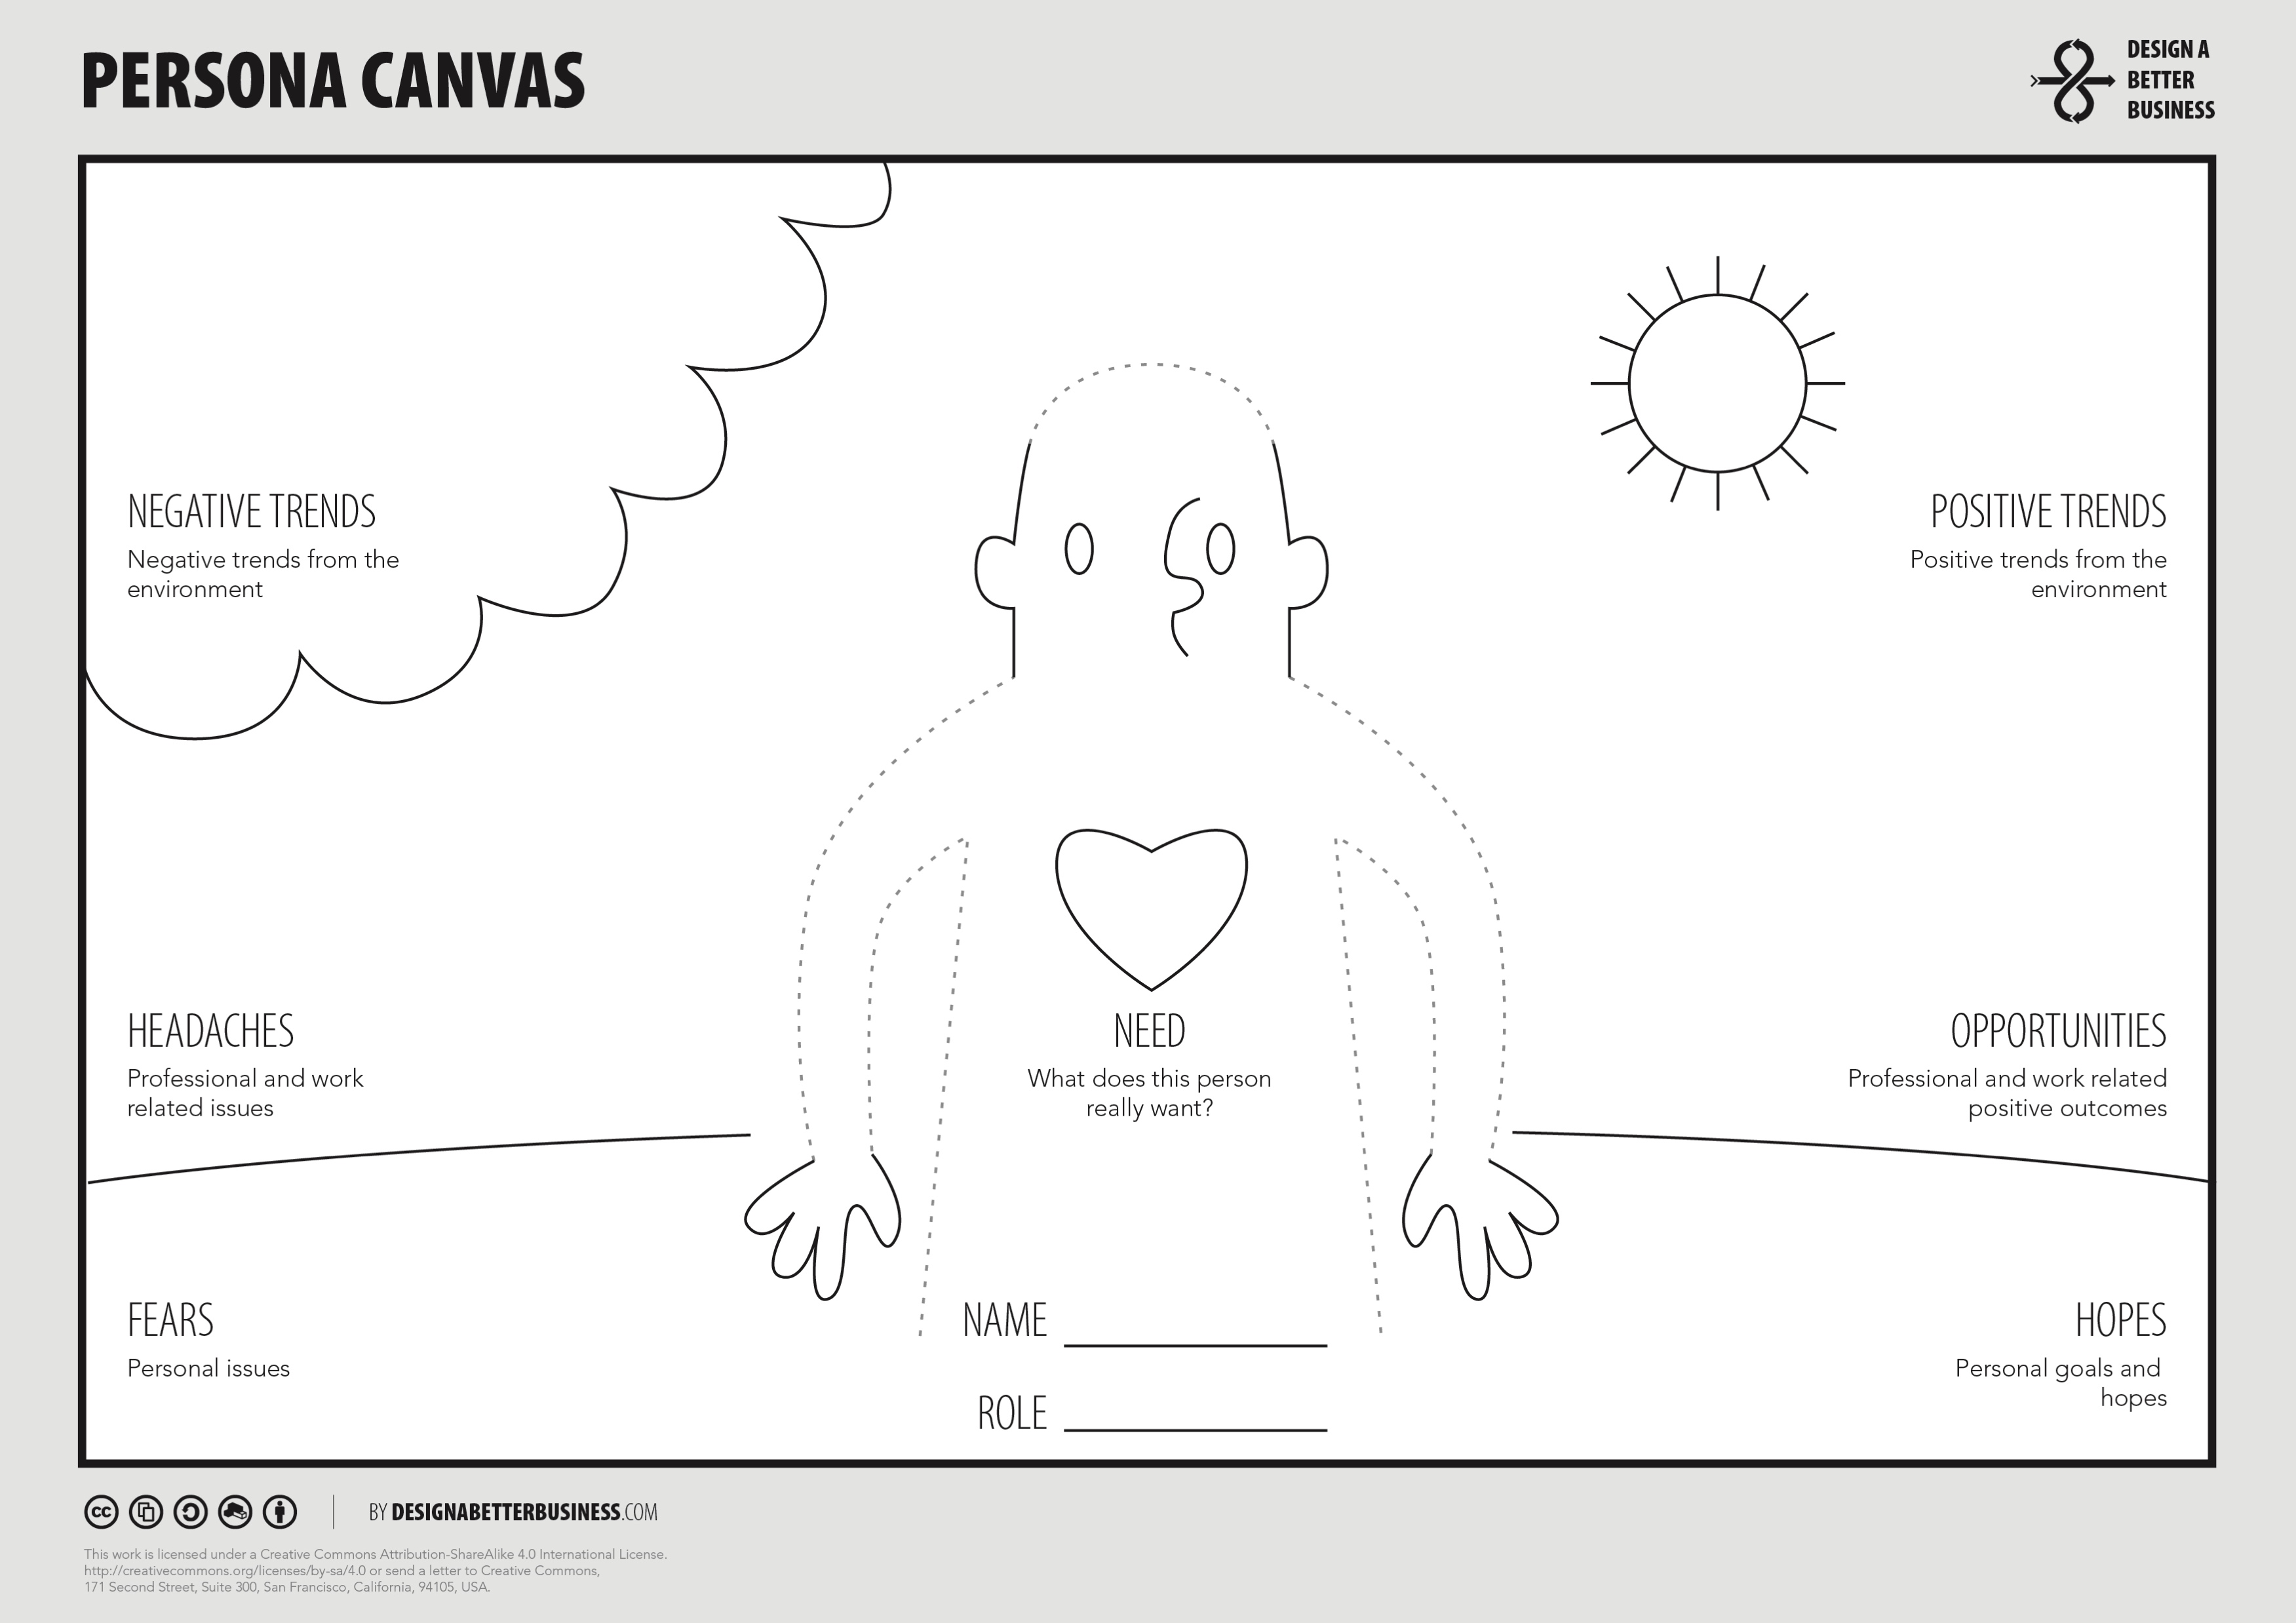 PERSONA CANVAS
DESIGN A
BETTER
BUSINESS
NEGATIVE TRENDS
Negative trends from the
environment
POSITIVE TRENDS
Positive trends from the
environment
HEADACHES
Professional and work
related issues
NEED
What does this person
really want?
OPPORTUNITIES
Professional and work related
positive outcomes
FEARS
Personal issues
NAME
ROLE
HOPES
Personal goals and
hopes
cc
BY DESIGNABETTERBUSINESS.COM
This work is licensed under a Creative Commons Attribution-ShareAlike 4.0 International License.
http://creativecommons.org/licenses/by-sa/4.0 or send a letter to Creative Commons,
171 Second Street, Suite 300, San Francisco, California, 94105, USA.